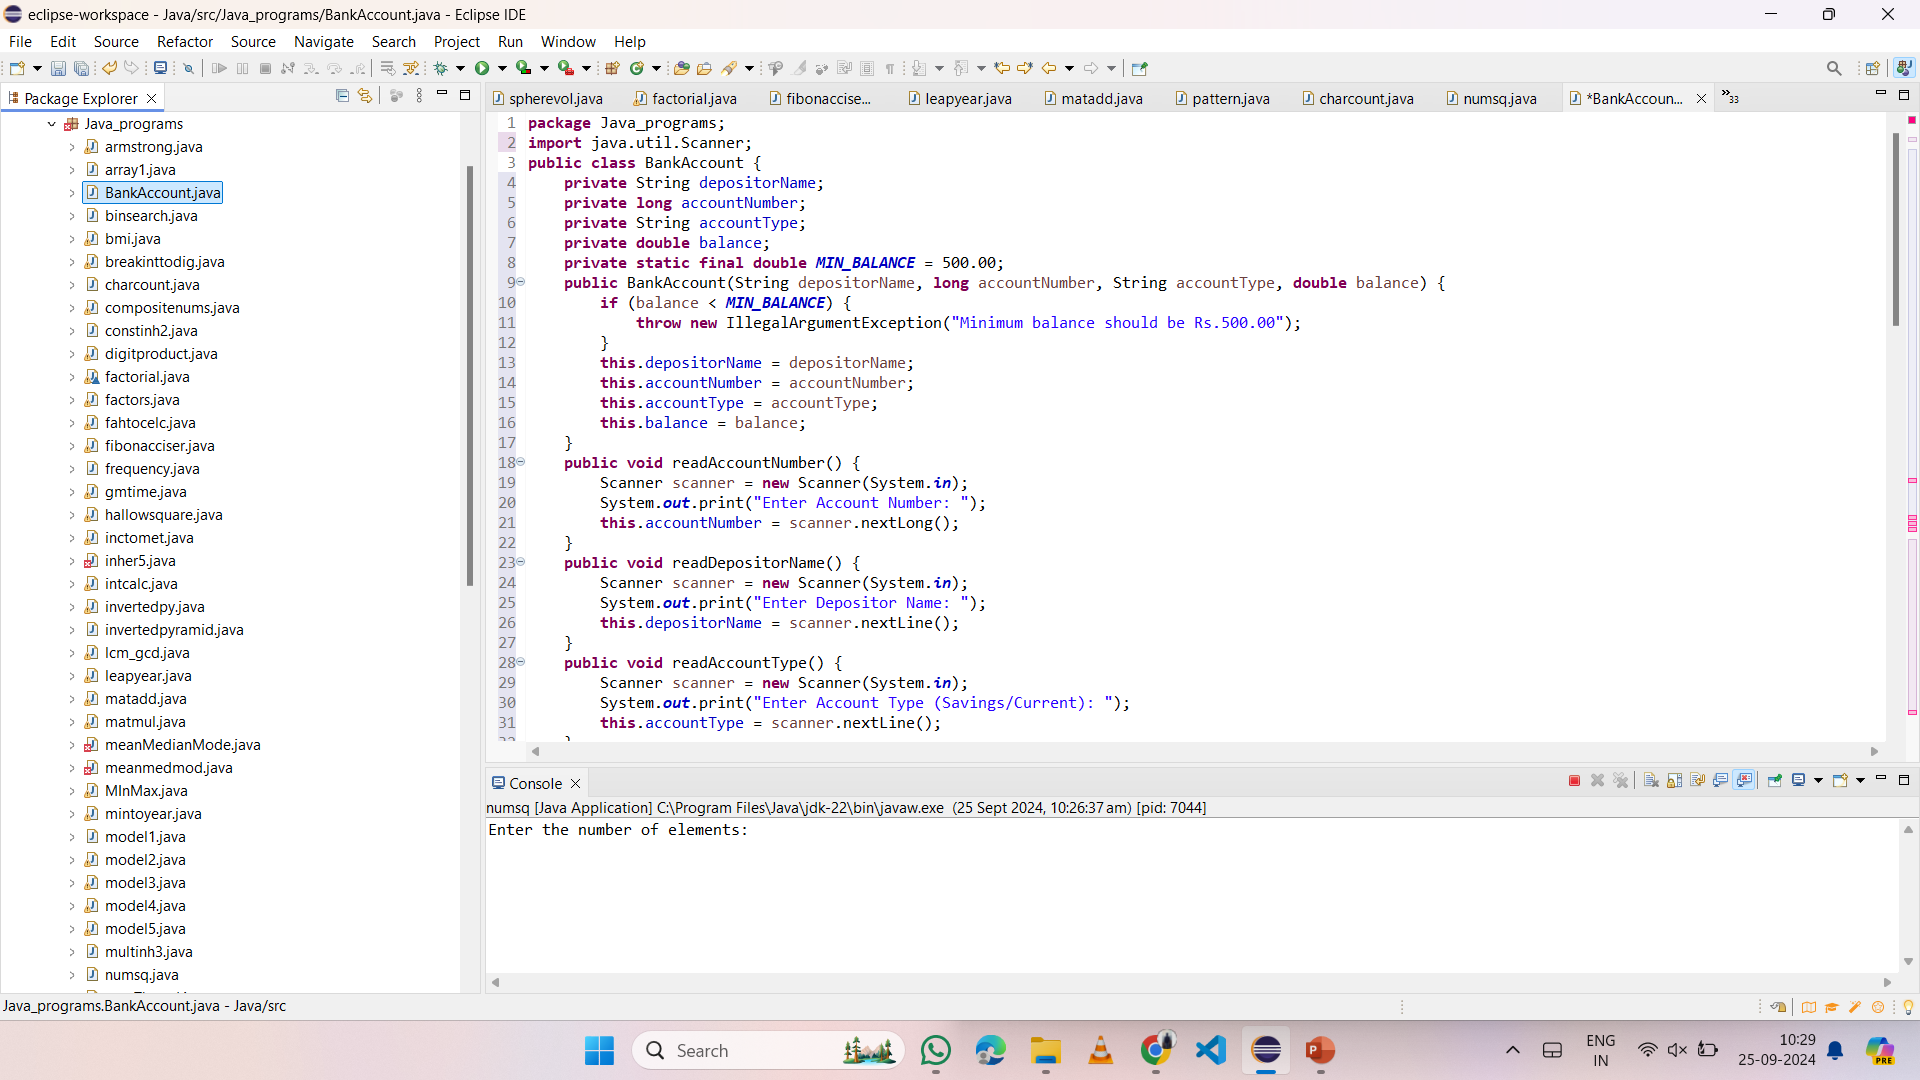 eclipse-workspace - Java/src/Java_programs/BankAccount.java - Eclipse IDE
File Edit Source Refactor Source Navigate Search Project Run Window Help
Package Explorer
Java_programs
armstrong.java
array1.java
BankAccount.java
binsearch.java
bmi.java
breakinttodig.java
charcount.java
compositenums.java
constinh2.java
digitproduct.java
factorial.java
factors.java
fahtocelc.java
fibonacciser.java
frequency.java
gmtime.java
hallowsquare.java
inctomet.java
inher5.java
intcalc.java
invertedpy.java
invertedpyramid.java
lcm_gcd.java
leapyear.java
matadd.java
matmul.java
meanMedianMode.java
meanmedmod.java
MInMax.java
mintoyear.java
model1.java
model2.java
model3.java
model4.java
model5.java
multinh3.java
numsq.java
spherevol.java factorial.java fibonaccise... leapyear.java matadd.java pattern.java charcount.java numsq.java *BankAccoun... »33
1 package Java_programs;
2 import java.util.Scanner;
3 public class BankAccount {
4 private String depositorName;
5 private long accountNumber;
6 private String accountType;
7 private double balance;
8 private static final double MIN_BALANCE = 500.00;
9 public BankAccount(String depositorName, long accountNumber, String accountType, double balance) {
10 if (balance < MIN_BALANCE) {
11 throw new IllegalArgumentException("Minimum balance should be Rs.500.00");
12 }
13 this.depositorName = depositorName;
14 this.accountNumber = accountNumber;
15 this.accountType = accountType;
16 this.balance = balance;
17 }
18 public void readAccountNumber() {
19 Scanner scanner = new Scanner(System.in);
20 System.out.print("Enter Account Number: ");
21 this.accountNumber = scanner.nextLong();
22 }
23 public void readDepositorName() {
24 Scanner scanner = new Scanner(System.in);
25 System.out.print("Enter Depositor Name: ");
26 this.depositorName = scanner.nextLine();
27 }
28 public void readAccountType() {
29 Scanner scanner = new Scanner(System.in);
30 System.out.print("Enter Account Type (Savings/Current): ");
31 this.accountType = scanner.nextLine();
Console
numsq [Java Application] C:\Program Files\Java\jdk-22\bin\javaw.exe (25 Sept 2024, 10:26:37 am) [pid: 7044]
Enter the number of elements:
Java_programs.BankAccount.java - Java/src
Search
ENG
IN
10:29
25-09-2024
PRE